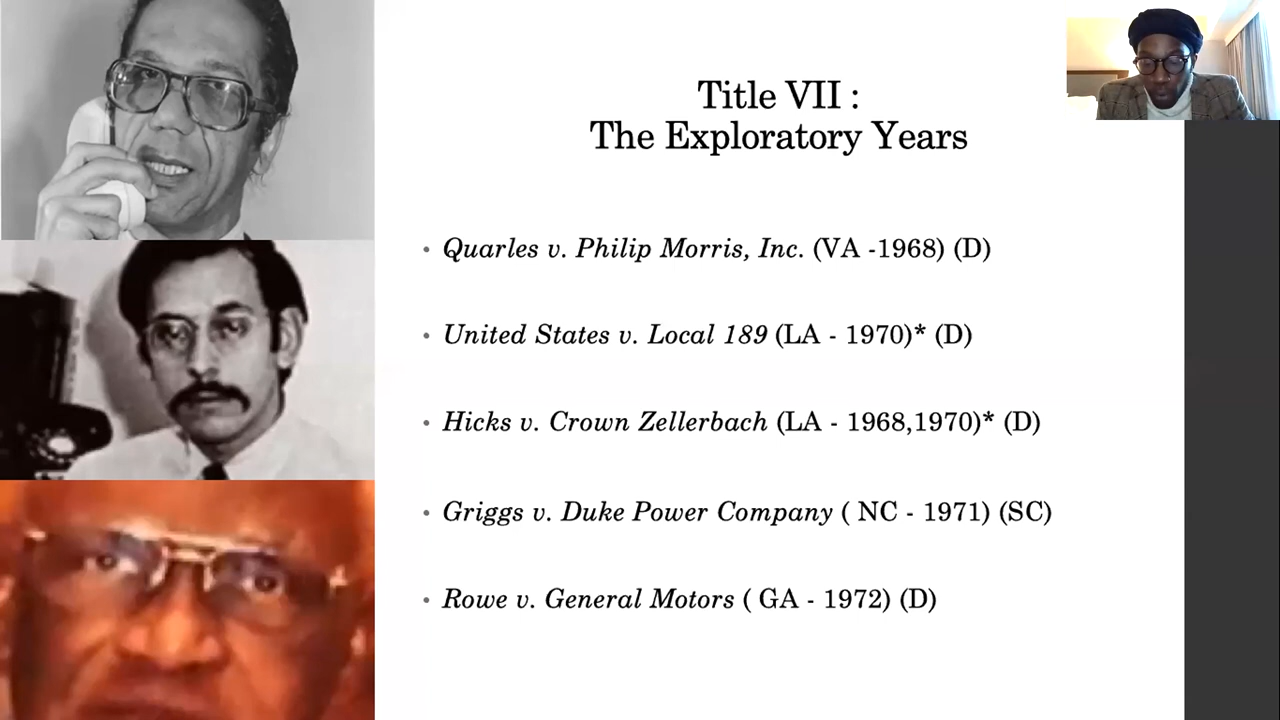 Title VII :
The Exploratory Years
• Quarles v. Philip Morris, Inc. (VA -1968) (D)
• United States v. Local 189 (LA - 1970)* (D)
• Hicks v. Crown Zellerbach (LA - 1968,1970)* (D)
• Griggs v. Duke Power Company ( NC - 1971) (SC)
• Rowe v. General Motors ( GA - 1972) (D)